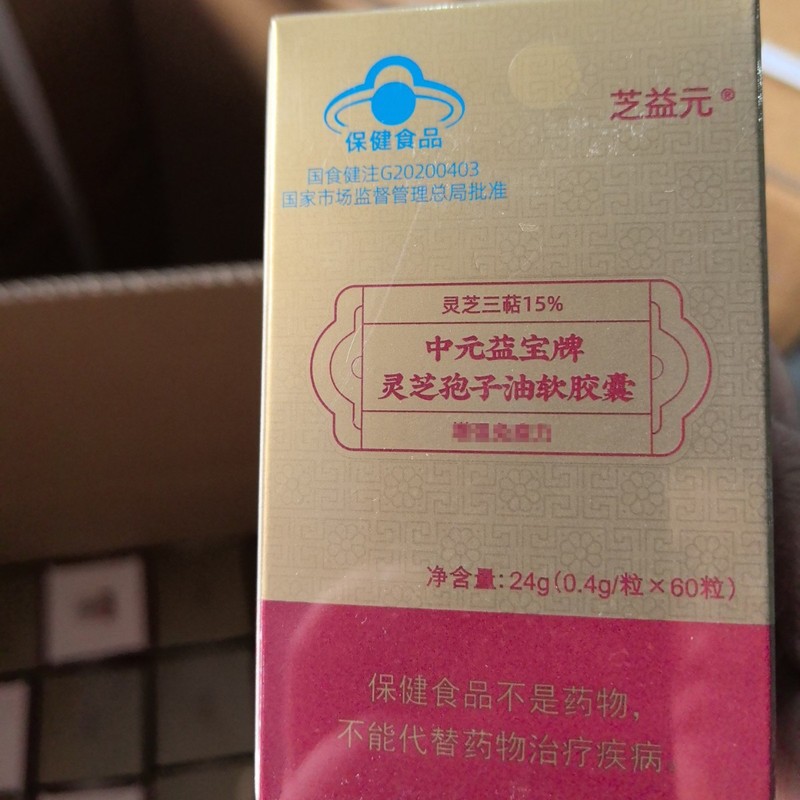 芝益元®
保健食品
国食健注G20200403
国家市场监督管理总局批准
灵芝三萜15%
中元益宝牌
灵芝孢子油软胶囊
净含量:24g(0.4g/粒×60粒)
保健食品不是药物,
不能代替药物治疗疾病。